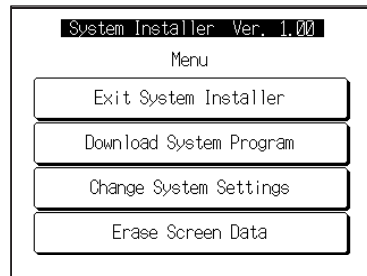 System Installer Ver. 1.00
Menu
Exit System Installer
Download System Program
Change System Settings
Erase Screen Data